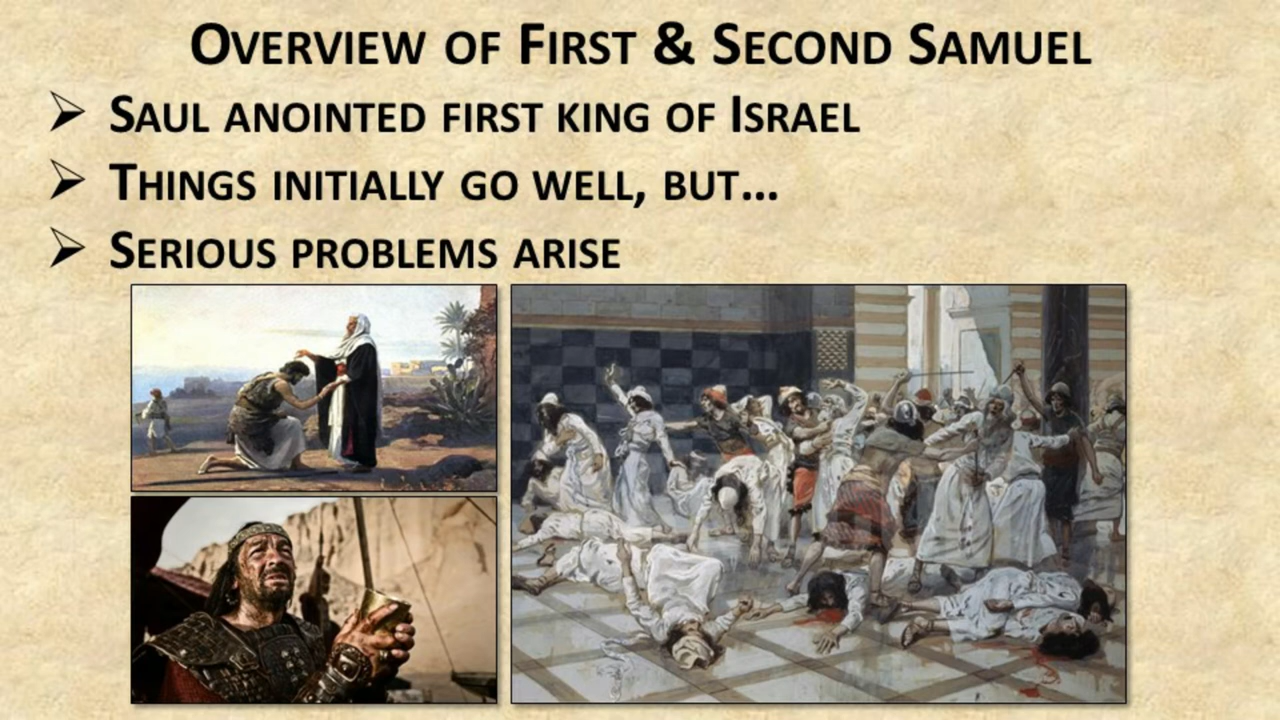 Overview of First & Second Samuel
Saul anointed first king of Israel
Things initially go well, but...
Serious problems arise